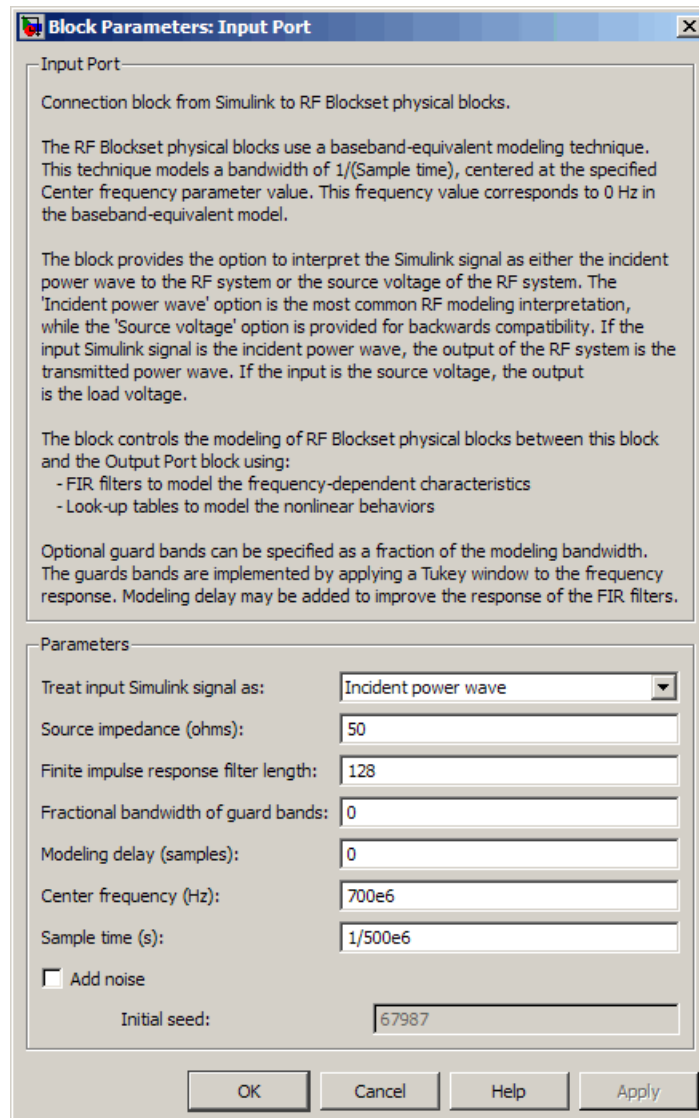 Block Parameters: Input Port
Input Port
Connection block from Simulink to RF Blockset physical blocks.
The RF Blockset physical blocks use a baseband-equivalent modeling technique.
This technique models a bandwidth of 1/(Sample time), centered at the specified
Center frequency parameter value. This frequency value corresponds to 0 Hz in
the baseband-equivalent model.
The block provides the option to interpret the Simulink signal as either the incident
power wave to the RF system or the source voltage of the RF system. The
'Incident power wave' option is the most common RF modeling interpretation,
while the 'Source voltage' option is provided for backwards compatibility. If the
input Simulink signal is the incident power wave, the output of the RF system is the
transmitted power wave. If the input is the source voltage, the output
is the load voltage.
The block controls the modeling of RF Blockset physical blocks between this block
and the Output Port block using:
- FIR filters to model the frequency-dependent characteristics
- Look-up tables to model the nonlinear behaviors
Optional guard bands can be specified as a fraction of the modeling bandwidth.
The guards bands are implemented by applying a Tukey window to the frequency
response. Modeling delay may be added to improve the response of the FIR filters.
Parameters
Treat input Simulink signal as: Incident power wave
Source impedance (ohms): 50
Finite impulse response filter length: 128
Fractional bandwidth of guard bands: 0
Modeling delay (samples): 0
Center frequency (Hz): 700e6
Sample time (s): 1/500e6
Add noise
Initial seed: 67987
OK Cancel Help Apply